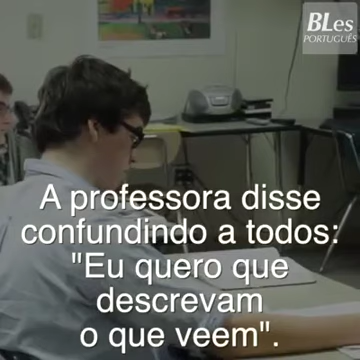 BLes
PORTUGUÊS
A professora disse
confundindo a todos:
"Eu quero que
descrevam
o que veem".